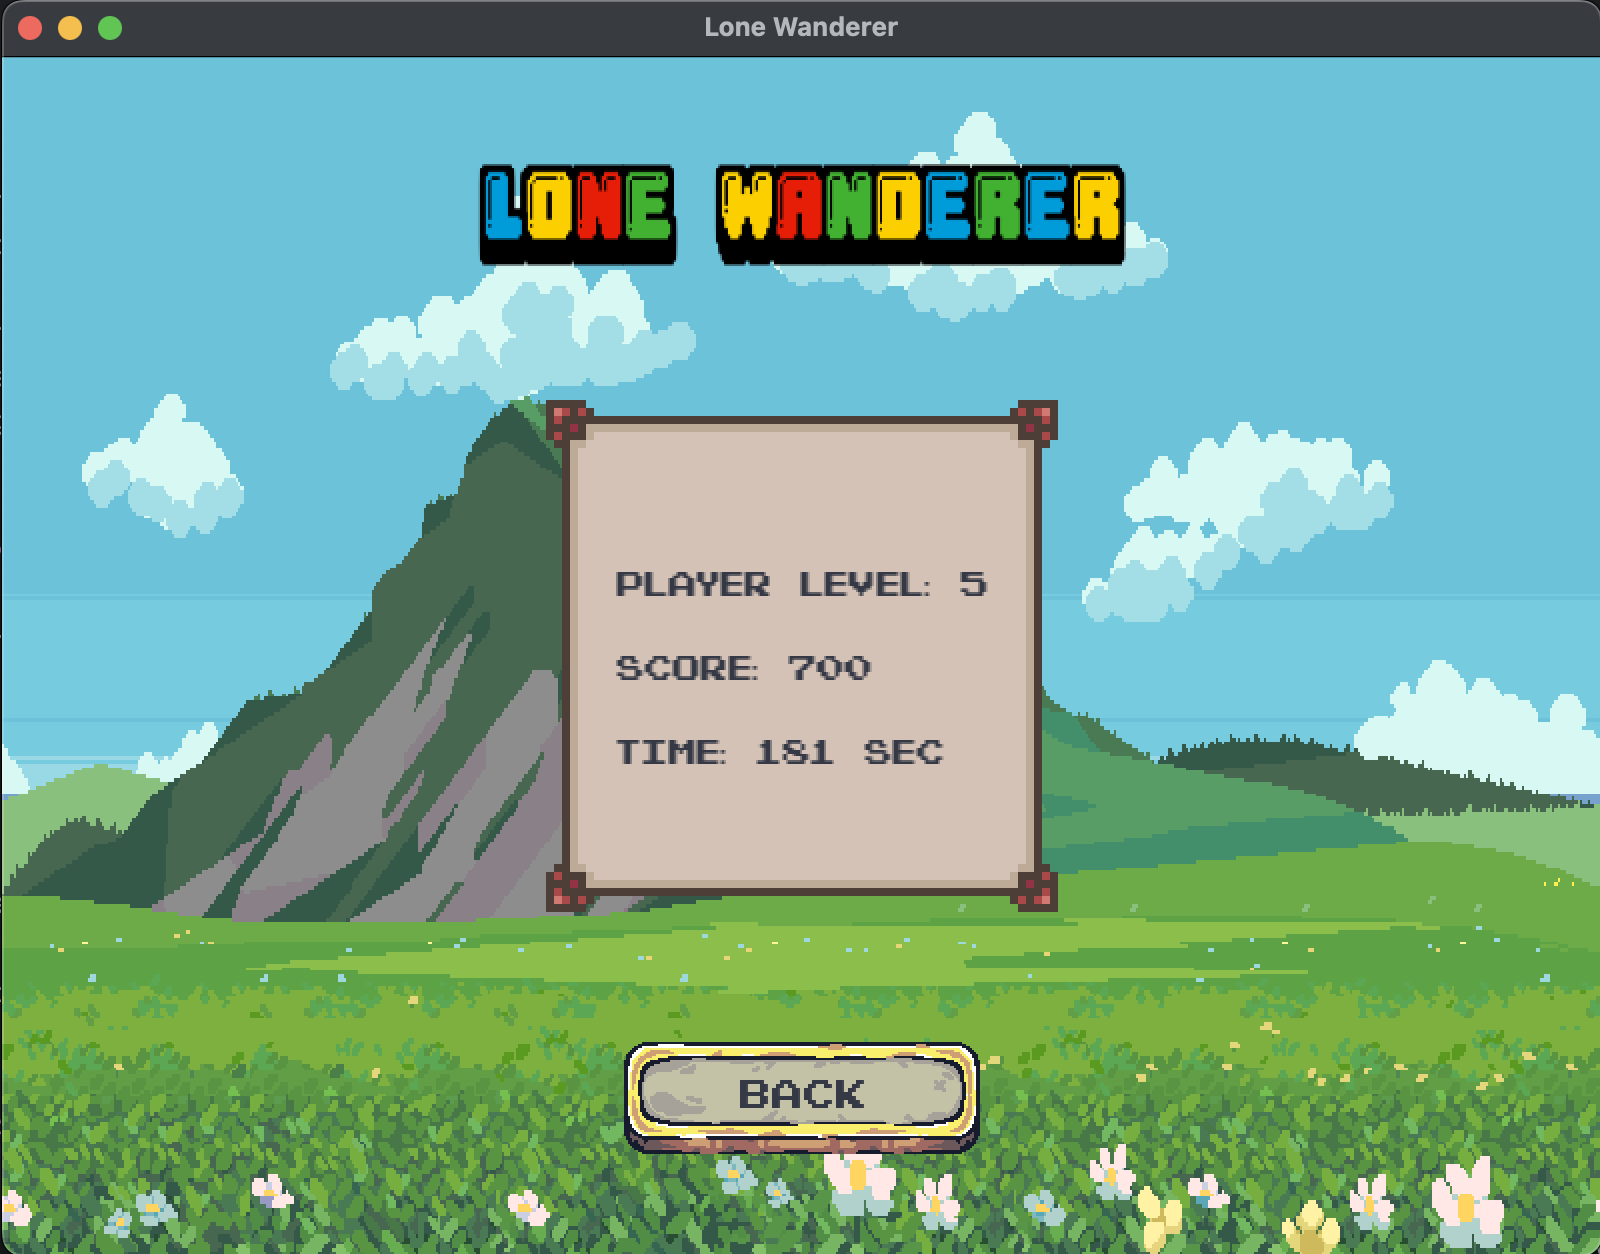 Lone Wanderer
LONE WANDERER
PLAYER LEVEL: 5
SCORE: 700
TIME: 181 SEC
BACK